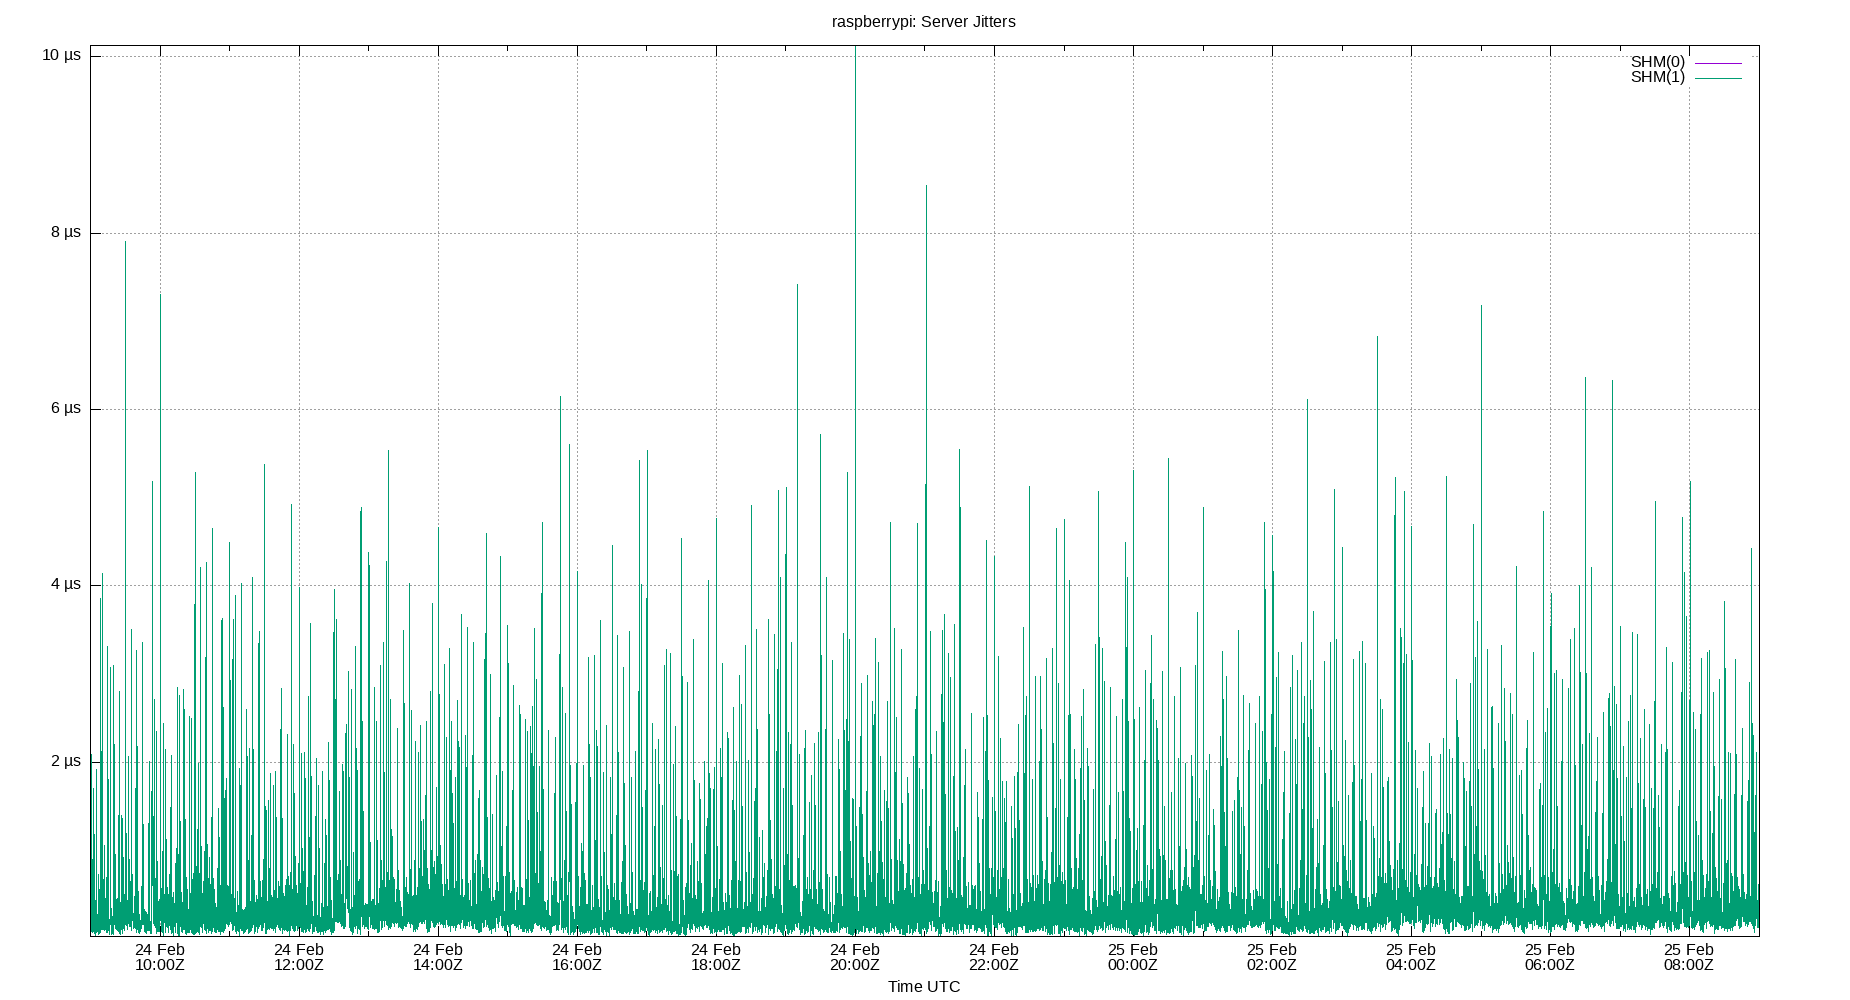 raspberrypi: Server Jitters
10 µs
8 µs
6 µs
4 µs
2 µs
SHM(0)
SHM(1)
24 Feb 24 Feb 24 Feb 24 Feb 24 Feb 24 Feb 24 Feb 25 Feb 25 Feb 25 Feb 25 Feb 25 Feb
10:00Z 12:00Z 14:00Z 16:00Z 18:00Z 20:00Z 22:00Z 00:00Z 02:00Z 04:00Z 06:00Z 08:00Z
Time UTC